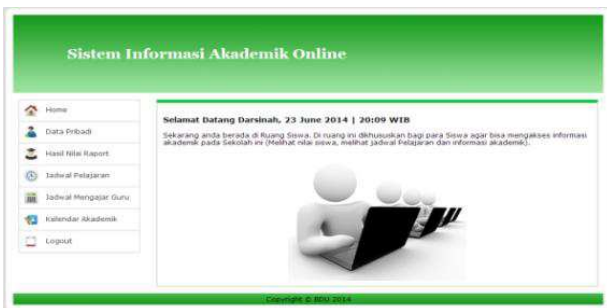 Sistem Informasi Akademik Online
Home
Data Pribadi
Hasil Nilai Raport
Jadwal Pelajaran
Jadwal Mengajar Guru
Kalendar Akademik
Logout
Selamat Datang Darsinah, 23 June 2014 | 20:09 WIB
Sekarang anda berada di Ruang Siswa. Di ruang ini dikhususkan bagi para Siswa agar bisa mengakses informasi
akademik pada Sekolah ini (Melihat nilai siswa, melihat jadwal Pelajaran dan informasi akademik).
Copyright © BDU 2014